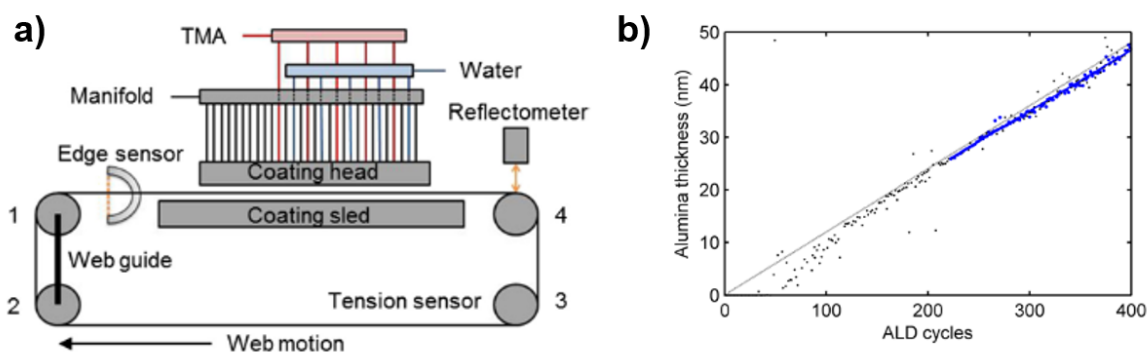 a)
TMA
Water
Manifold
Reflectometer
Edge sensor
Coating head
1
4
Coating sled
Web guide
2
Tension sensor
3
Web motion
b)
Alumina thickness (nm)
50
40
30
20
10
0
0
100
200
300
400
ALD cycles